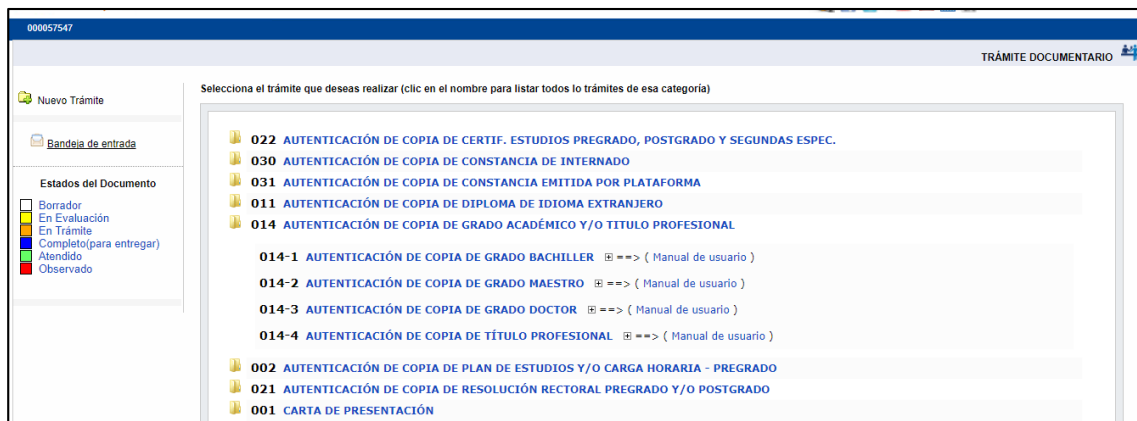 000057547
TRÁMITE DOCUMENTARIO
Nuevo Trámite
Bandeja de entrada
Estados del Documento
Borrador
En Evaluación
En Trámite
Completo(para entregar)
Atendido
Observado
Selecciona el trámite que deseas realizar (clic en el nombre para listar todos lo trámites de esa categoría)
022 AUTENTICACIÓN DE COPIA DE CERTIF. ESTUDIOS PREGRADO, POSTGRADO Y SEGUNDAS ESPEC.
030 AUTENTICACIÓN DE COPIA DE CONSTANCIA DE INTERNADO
031 AUTENTICACIÓN DE COPIA DE CONSTANCIA EMITIDA POR PLATAFORMA
011 AUTENTICACIÓN DE COPIA DE DIPLOMA DE IDIOMA EXTRANJERO
014 AUTENTICACIÓN DE COPIA DE GRADO ACADÉMICO Y/O TITULO PROFESIONAL
014-1 AUTENTICACIÓN DE COPIA DE GRADO BACHILLER ==> ( Manual de usuario )
014-2 AUTENTICACIÓN DE COPIA DE GRADO MAESTRO ==> ( Manual de usuario )
014-3 AUTENTICACIÓN DE COPIA DE GRADO DOCTOR ==> ( Manual de usuario )
014-4 AUTENTICACIÓN DE COPIA DE TÍTULO PROFESIONAL ==> ( Manual de usuario )
002 AUTENTICACIÓN DE COPIA DE PLAN DE ESTUDIOS Y/O CARGA HORARIA - PREGRADO
021 AUTENTICACIÓN DE COPIA DE RESOLUCIÓN RECTORAL PREGRADO Y/O POSTGRADO
001 CARTA DE PRESENTACIÓN